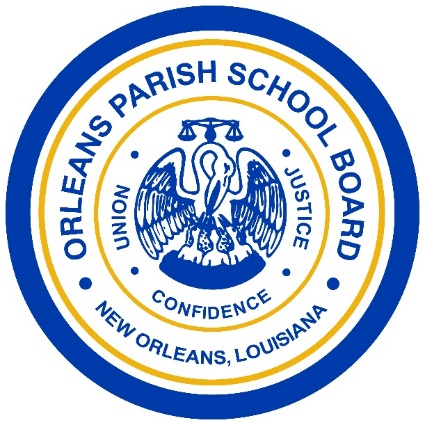 ORLEANS PARISH SCHOOL BOARD
NEW ORLEANS, LOUISIANA
UNION
JUSTICE
CONFIDENCE